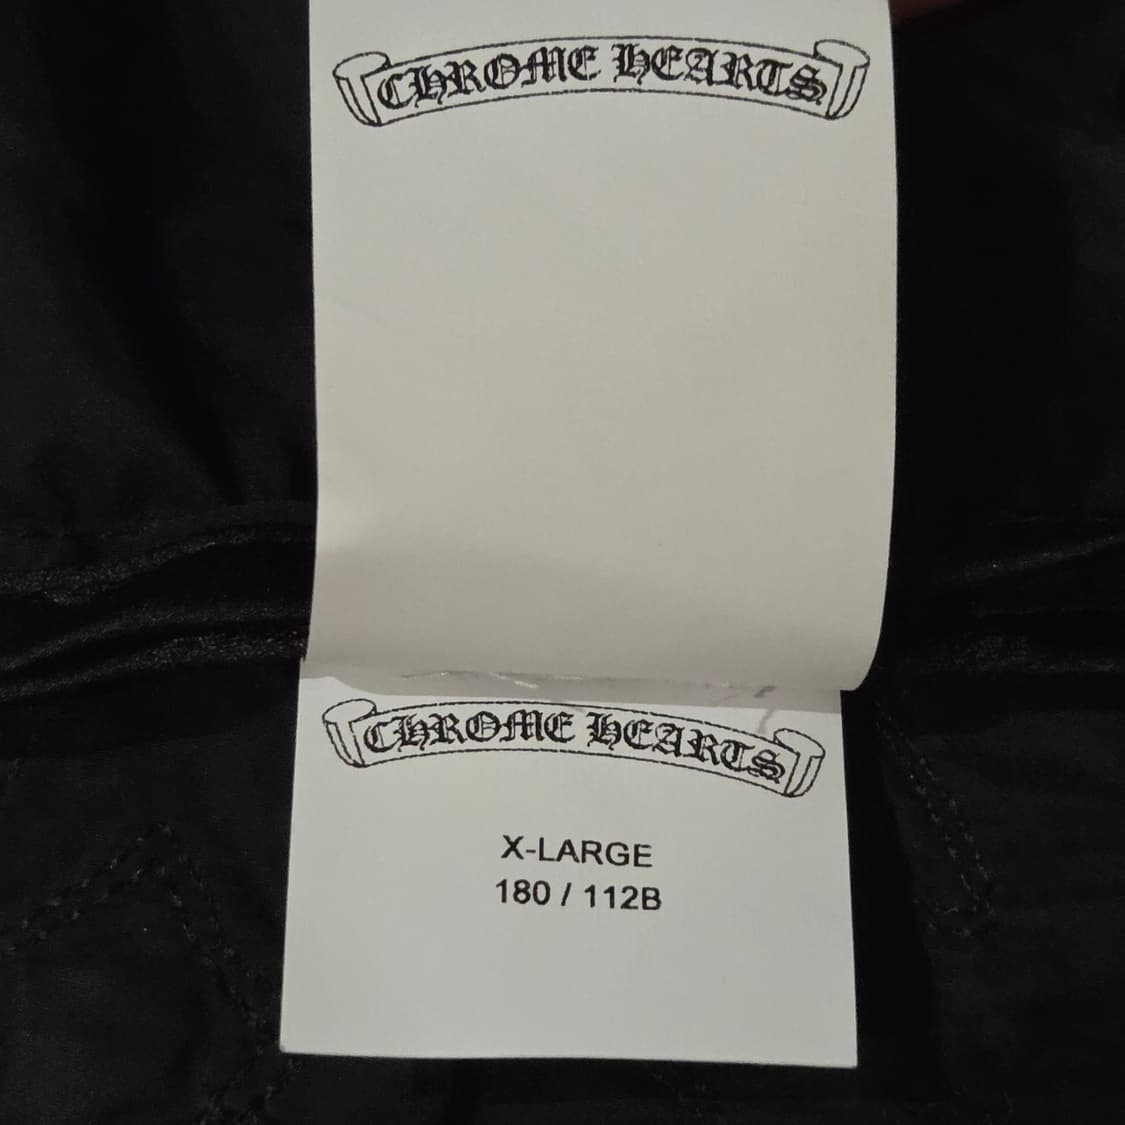 CHROME HEARTS
CHROME HEARTS
X-LARGE
180 / 112B